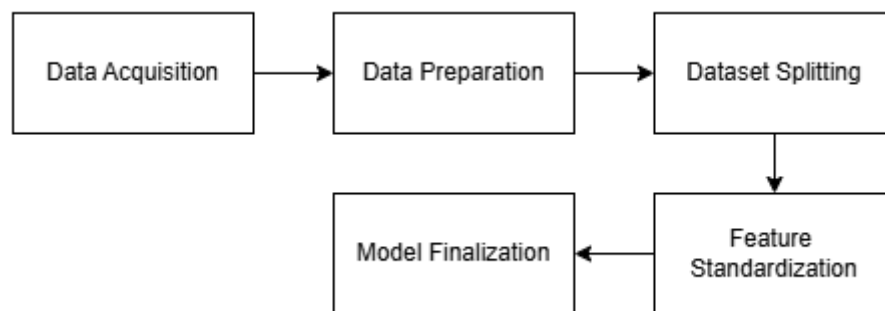 Data Acquisition
Data Preparation
Dataset Splitting
Model Finalization
Feature
Standardization